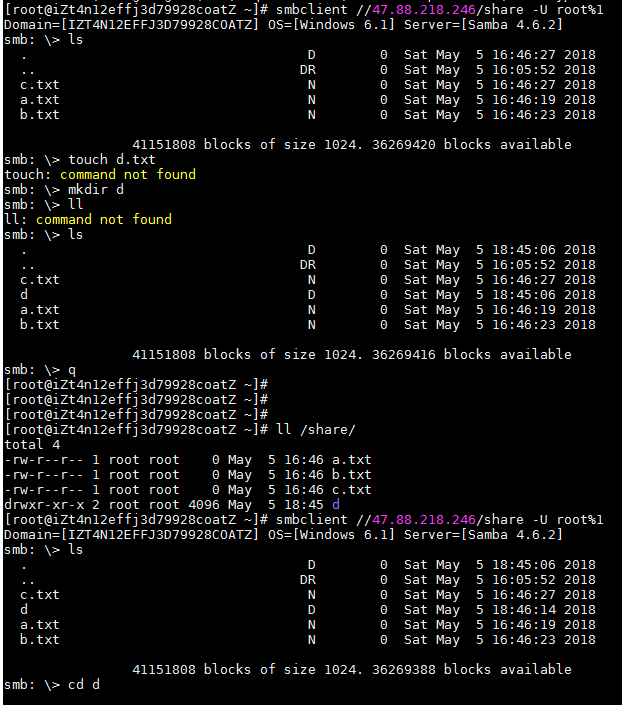 [root@iZt4n12effj3d79928coatZ ~]# smbclient //47.88.218.246/share -U root%1
Domain=[IZT4N12EFFJ3D79928COATZ] OS=[Windows 6.1] Server=[Samba 4.6.2]
smb: \> ls
  .                                   D        0  Sat May  5 16:46:27 2018
  ..                                 DR        0  Sat May  5 16:05:52 2018
  c.txt                               N        0  Sat May  5 16:46:27 2018
  a.txt                               N        0  Sat May  5 16:46:19 2018
  b.txt                               N        0  Sat May  5 16:46:23 2018
                41151808 blocks of size 1024. 36269420 blocks available
smb: \> touch d.txt
touch: command not found
smb: \> mkdir d
smb: \> ll
ll: command not found
smb: \> ls
  .                                   D        0  Sat May  5 18:45:06 2018
  ..                                 DR        0  Sat May  5 16:05:52 2018
  c.txt                               N        0  Sat May  5 16:46:27 2018
  d                                   D        0  Sat May  5 18:45:06 2018
  a.txt                               N        0  Sat May  5 16:46:19 2018
  b.txt                               N        0  Sat May  5 16:46:23 2018
                41151808 blocks of size 1024. 36269416 blocks available
smb: \> q
[root@iZt4n12effj3d79928coatZ ~]#
[root@iZt4n12effj3d79928coatZ ~]#
[root@iZt4n12effj3d79928coatZ ~]#
[root@iZt4n12effj3d79928coatZ ~]# ll /share/
total 4
-rw-r--r-- 1 root root    0 May  5 16:46 a.txt
-rw-r--r-- 1 root root    0 May  5 16:46 b.txt
-rw-r--r-- 1 root root    0 May  5 16:46 c.txt
drwxr-xr-x 2 root root 4096 May  5 18:45 d
[root@iZt4n12effj3d79928coatZ ~]# smbclient //47.88.218.246/share -U root%1
Domain=[IZT4N12EFFJ3D79928COATZ] OS=[Windows 6.1] Server=[Samba 4.6.2]
smb: \> ls
  .                                   D        0  Sat May  5 18:45:06 2018
  ..                                 DR        0  Sat May  5 16:05:52 2018
  c.txt                               N        0  Sat May  5 16:46:27 2018
  d                                   D        0  Sat May  5 18:46:14 2018
  a.txt                               N        0  Sat May  5 16:46:19 2018
  b.txt                               N        0  Sat May  5 16:46:23 2018
                41151808 blocks of size 1024. 36269388 blocks available
smb: \> cd d